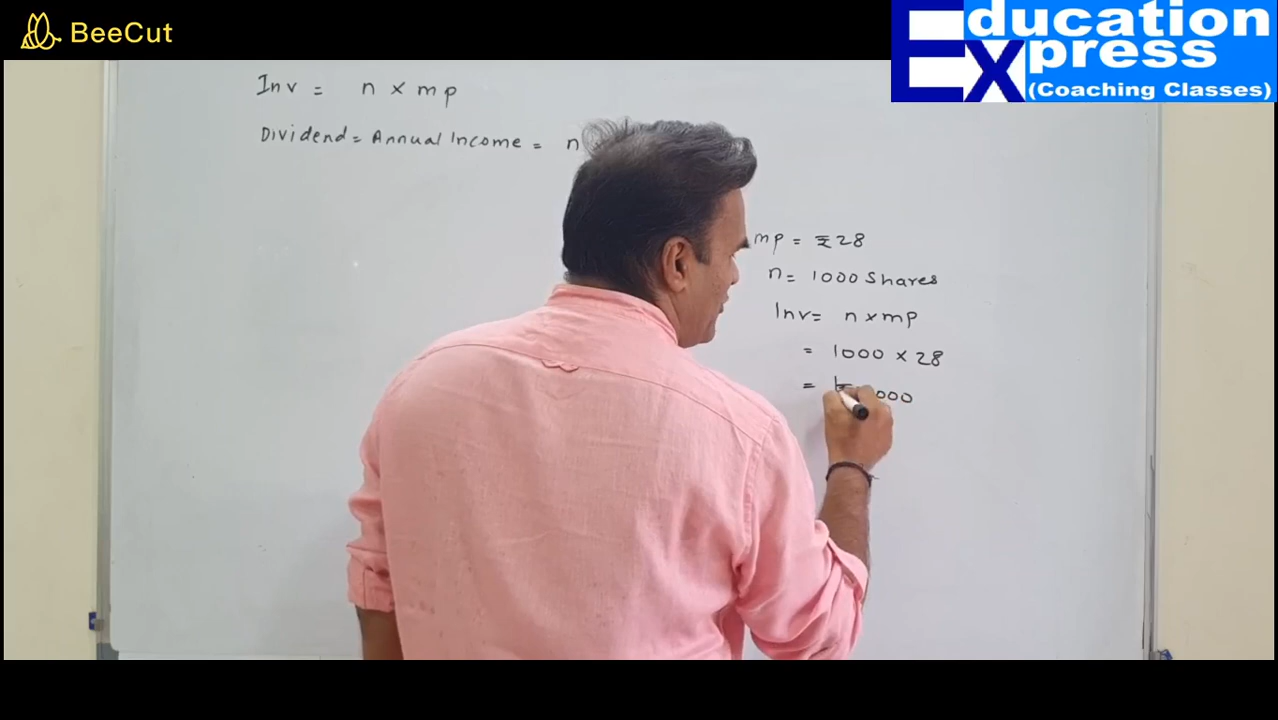 BeeCut
Education
Express
(Coaching Classes)
Inv = n × mp
Dividend = Annual Income = n
mp = ₹28
n = 1000 Shares
Inv = n × mp
= 1000 × 28
= 000